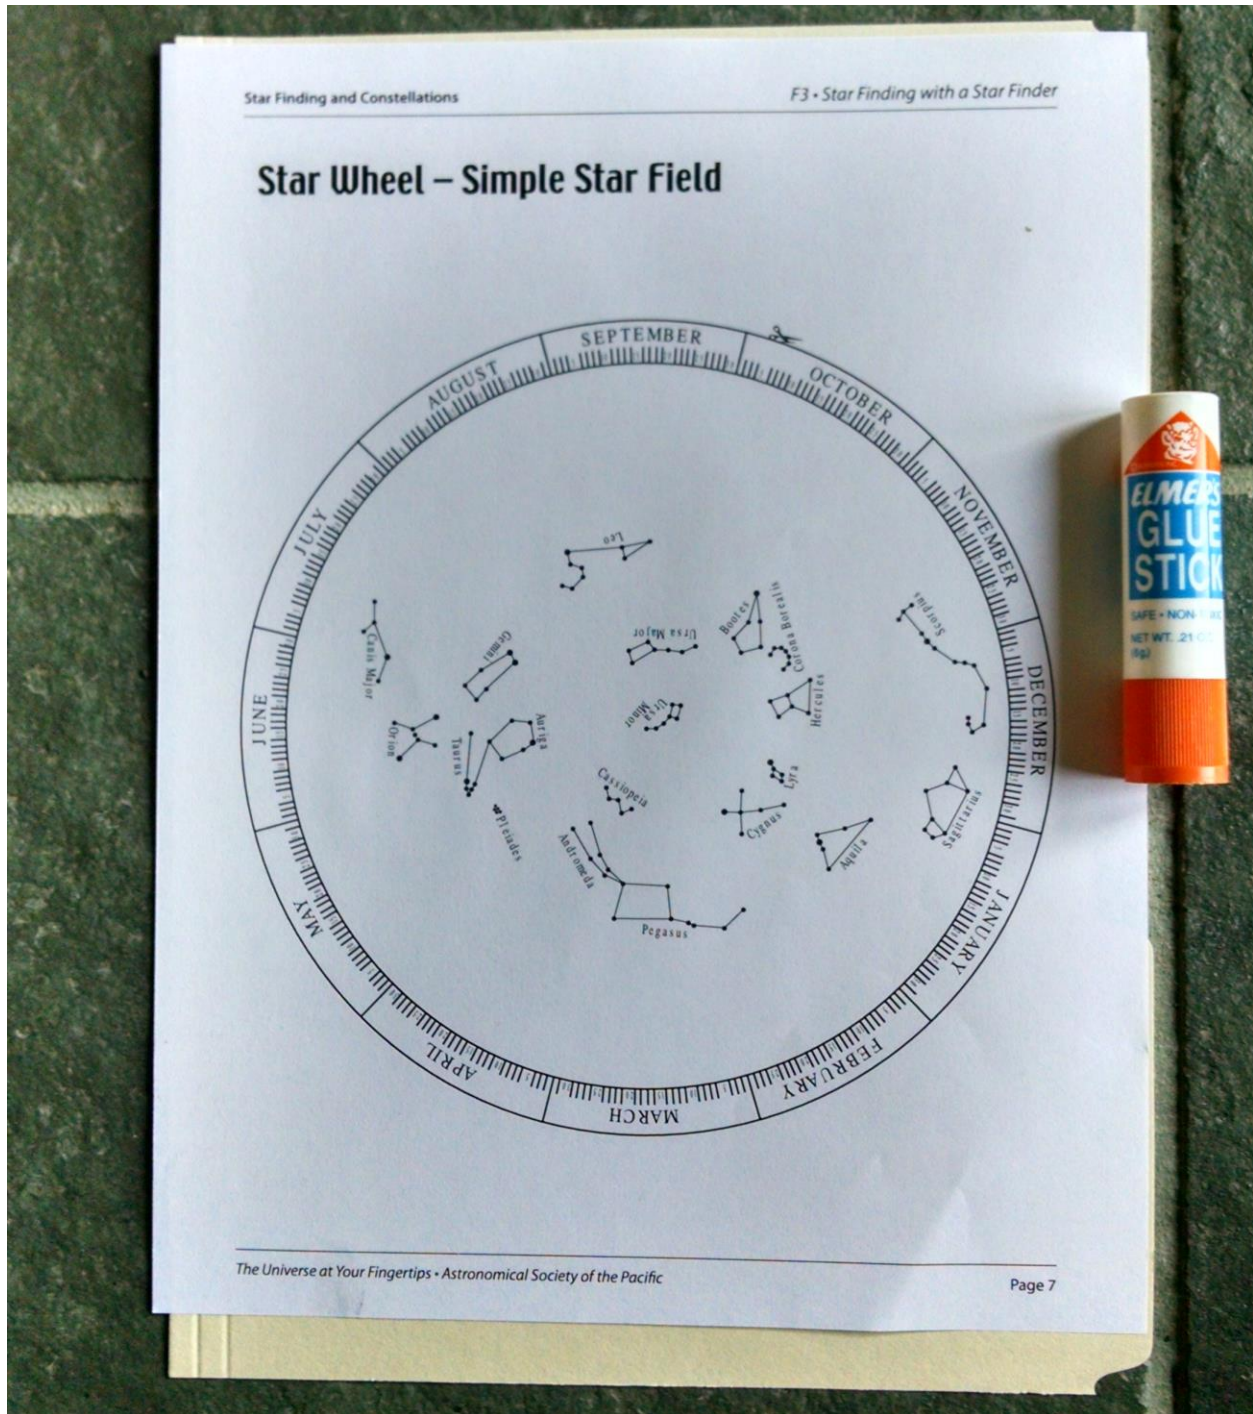 Star Finding and Constellations
F3 • Star Finding with a Star Finder
Star Wheel – Simple Star Field
SEPTEMBER
OCTOBER
NOVEMBER
DECEMBER
JANUARY
FEBRUARY
MARCH
APRIL
MAY
JUNE
JULY
AUGUST
Leo
Bootes
Corona Borealis
Scorpius
Ursa Major
Gemini
Canis Major
Hercules
Ursa Minor
Orion
Taurus
Auriga
Lyra
Cassiopeia
Cygnus
Sagittarius
Aquila
Pleiades
Andromeda
Pegasus
ELMER'S
GLUE
STICK
SAFE • NON-
NET WT. .21
(6g)
The Universe at Your Fingertips • Astronomical Society of the Pacific
Page 7